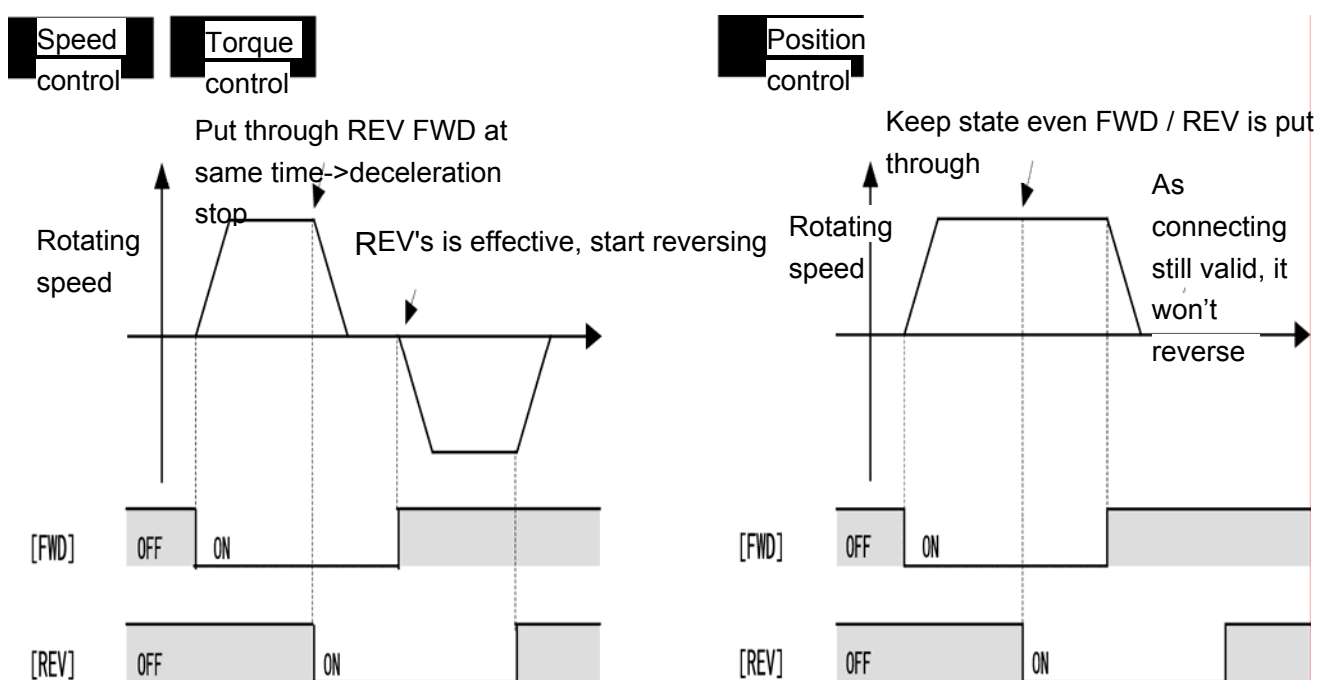 Speed
control
Torque
control
Put through REV FWD at
same time->deceleration
stop
REV's is effective, start reversing
Rotating
speed
[FWD]
OFF
ON
[REV]
OFF
ON
Position
control
Keep state even FWD / REV is put
through
As
connecting
still valid, it
won’t
reverse
Rotating
speed
[FWD]
OFF
ON
[REV]
OFF
ON